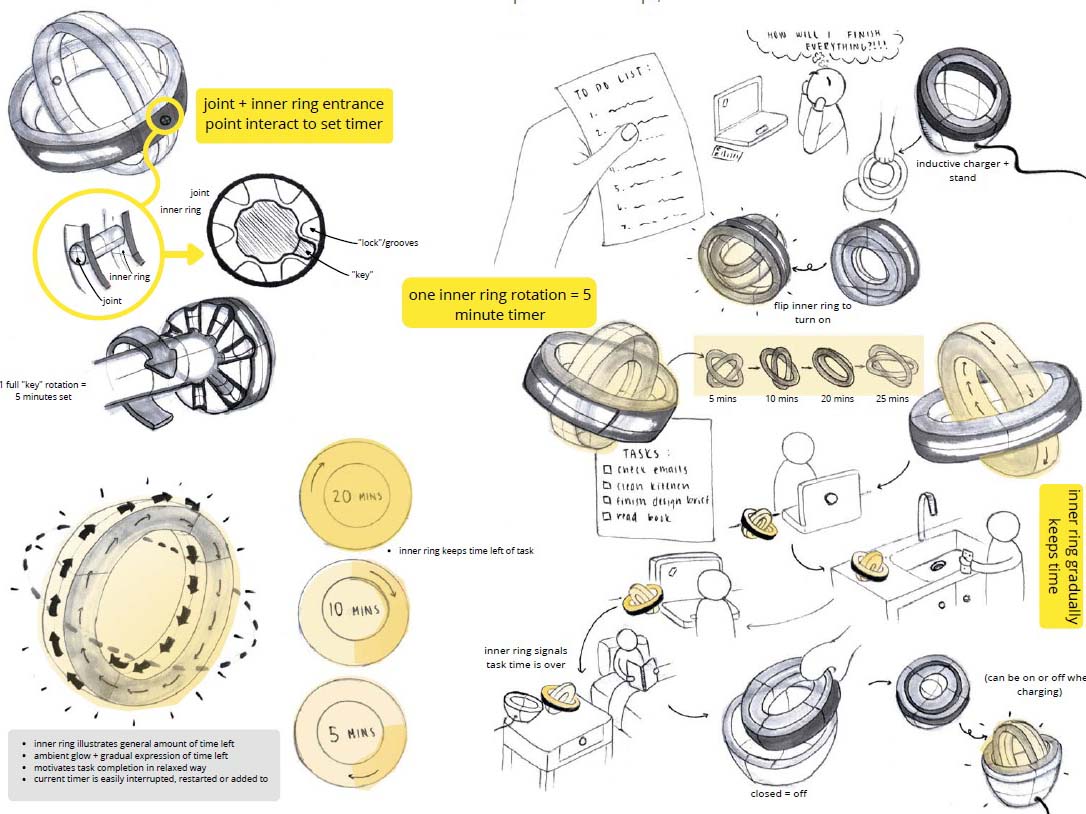 HOW WILL I FINISH
EVERYTHING?!!!
TO DO LIST:
1.
2.
5.
6.
7.
joint + inner ring entrance
point interact to set timer
inductive charger +
stand
joint
inner ring
"lock"/grooves
"key"
inner ring
joint
one inner ring rotation = 5
minute timer
flip inner ring to
turn on
1 full "key" rotation =
5 minutes set
5 mins
10 mins
20 mins
25 mins
TASKS:
check emails
clean kitchen
finish design brief
read book
20 MINS
inner ring keeps time left of task
10 MINS
5 MINS
inner ring gradually
keeps time
inner ring signals
task time is over
(can be on or off whe
charging)
closed = off
• inner ring illustrates general amount of time left
• ambient glow + gradual expression of time left
• motivates task completion in relaxed way
• current timer is easily interrupted, restarted or added to